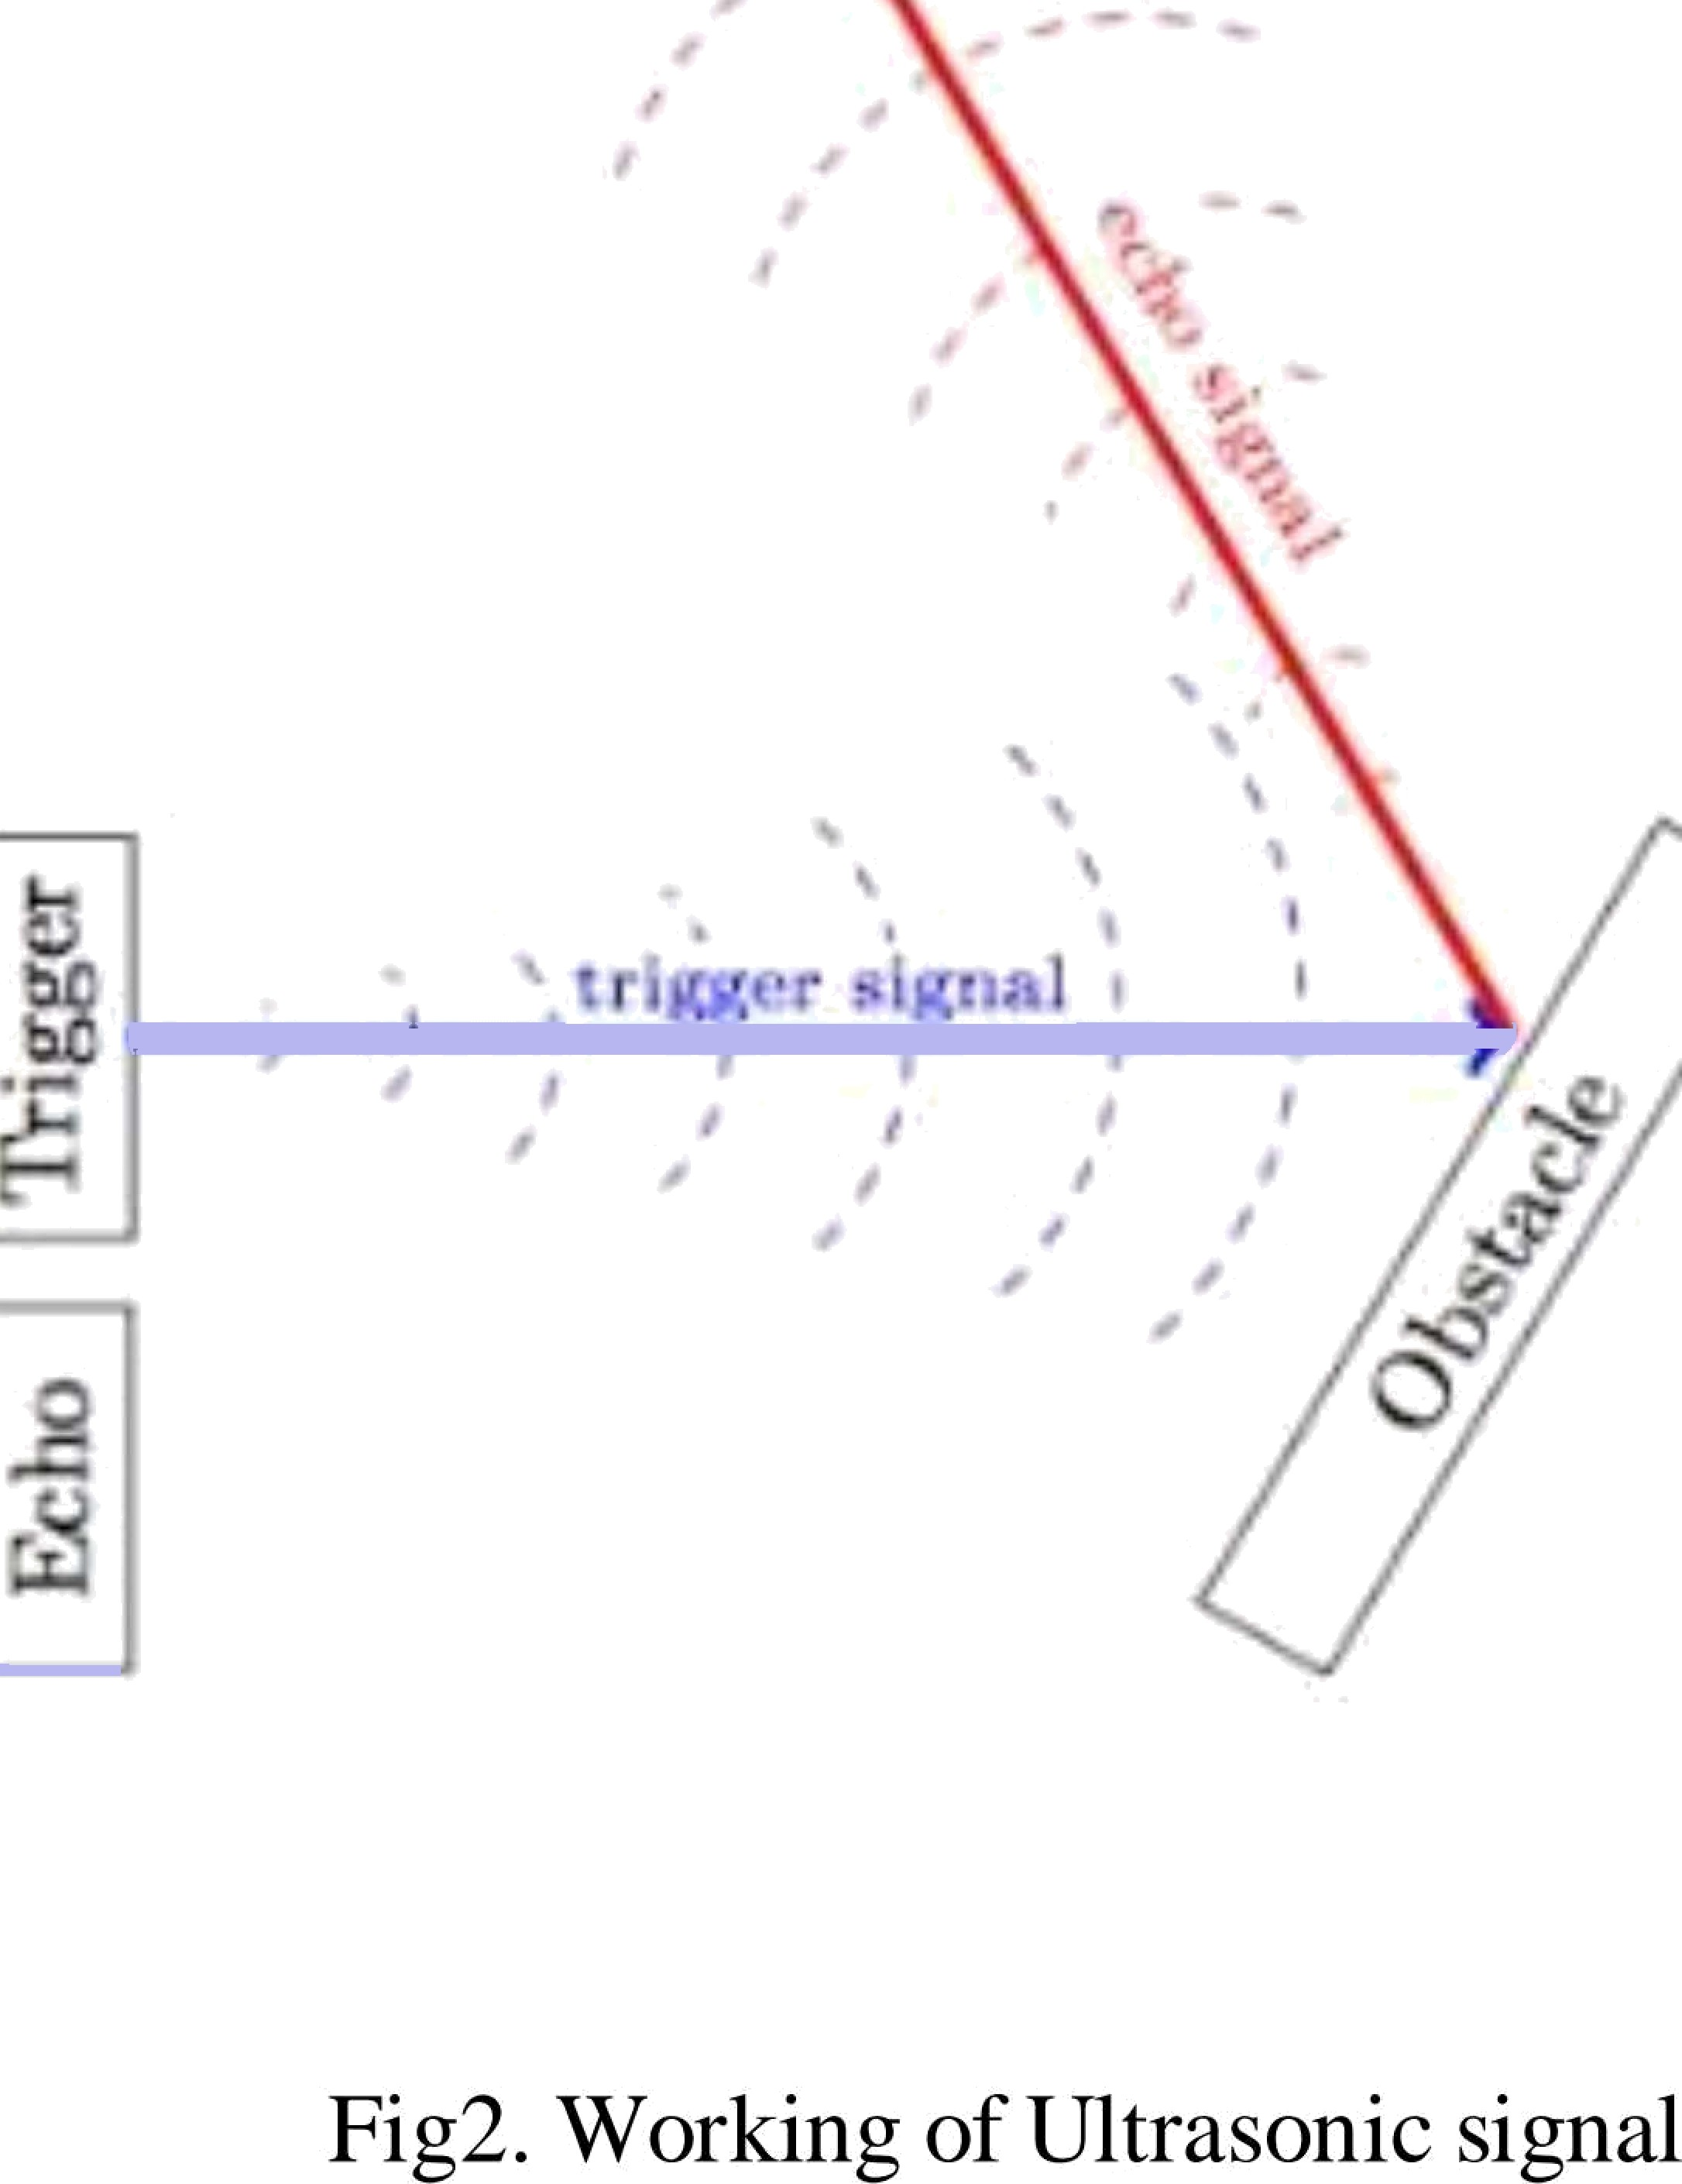 echo signal
Trigger
trigger signal
Obstacle
Echo
Fig2. Working of Ultrasonic signal